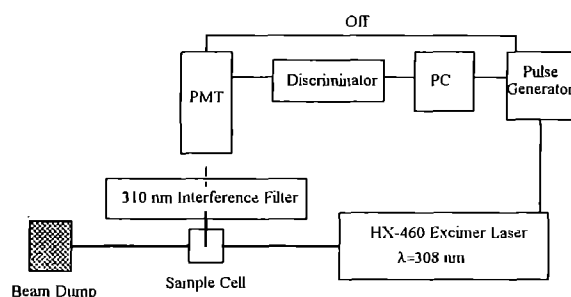 Off
PMT
Discriminator
PC
Pulse
Generator
310 nm Interference Filter
HX-460 Excimer Laser
λ=308 nm
Sample Cell
Beam Dump